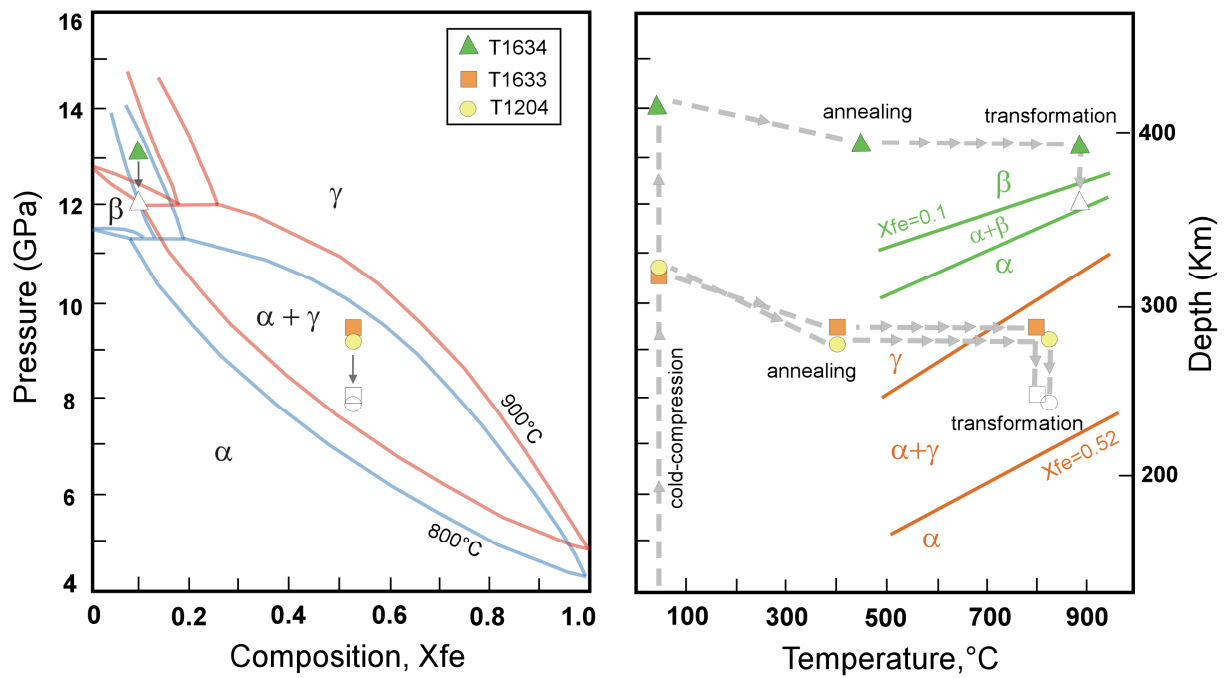 16
14
12
10
8
6
4
Pressure (GPa)
0
0.2
0.4
0.6
0.8
1.0
Composition, Xfe
T1634
T1633
T1204
γ
β
α + γ
α
900°C
800°C
annealing
transformation
β
Xfe=0.1
α+β
α
γ
annealing
transformation
α+γ
Xfe=0.52
α
cold-compression
100
300
500
700
900
Temperature,°C
400
300
200
Depth (Km)